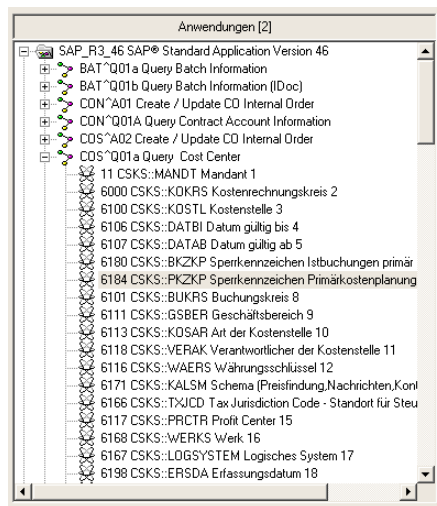 Anwendungen [2]
SAP_R3_46 SAP® Standard Application Version 46
BAT^Q01a Query Batch Information
BAT^Q01b Query Batch Information (IDoc)
CON^A01 Create / Update CO Internal Order
CON^Q01A Query Contract Account Information
COS^A02 Create / Update CO Internal Order
COS^Q01a Query Cost Center
11 CSKS::MANDT Mandant 1
6000 CSKS::KOKRS Kostenrechnungskreis 2
6100 CSKS::KOSTL Kostenstelle 3
6106 CSKS::DATBI Datum gültig bis 4
6107 CSKS::DATAB Datum gültig ab 5
6180 CSKS::BKZKP Sperrkennzeichen Istbuchungen primär
6184 CSKS::PKZKP Sperrkennzeichen Primärkostenplanung
6101 CSKS::BUKRS Buchungskreis 8
6111 CSKS::GSBER Geschäftsbereich 9
6113 CSKS::KOSAR Art der Kostenstelle 10
6118 CSKS::VERAK Verantwortlicher der Kostenstelle 11
6116 CSKS::WAERS Währungsschlüssel 12
6171 CSKS::KALSM Schema (Preisfindung,Nachrichten,Kont
6166 CSKS::TXJCD Tax Jurisdiction Code - Standort für Steu
6117 CSKS::PRCTR Profit Center 15
6168 CSKS::WERKS Werk 16
6167 CSKS::LOGSYSTEM Logisches System 17
6198 CSKS::ERSDA Erfassungsdatum 18